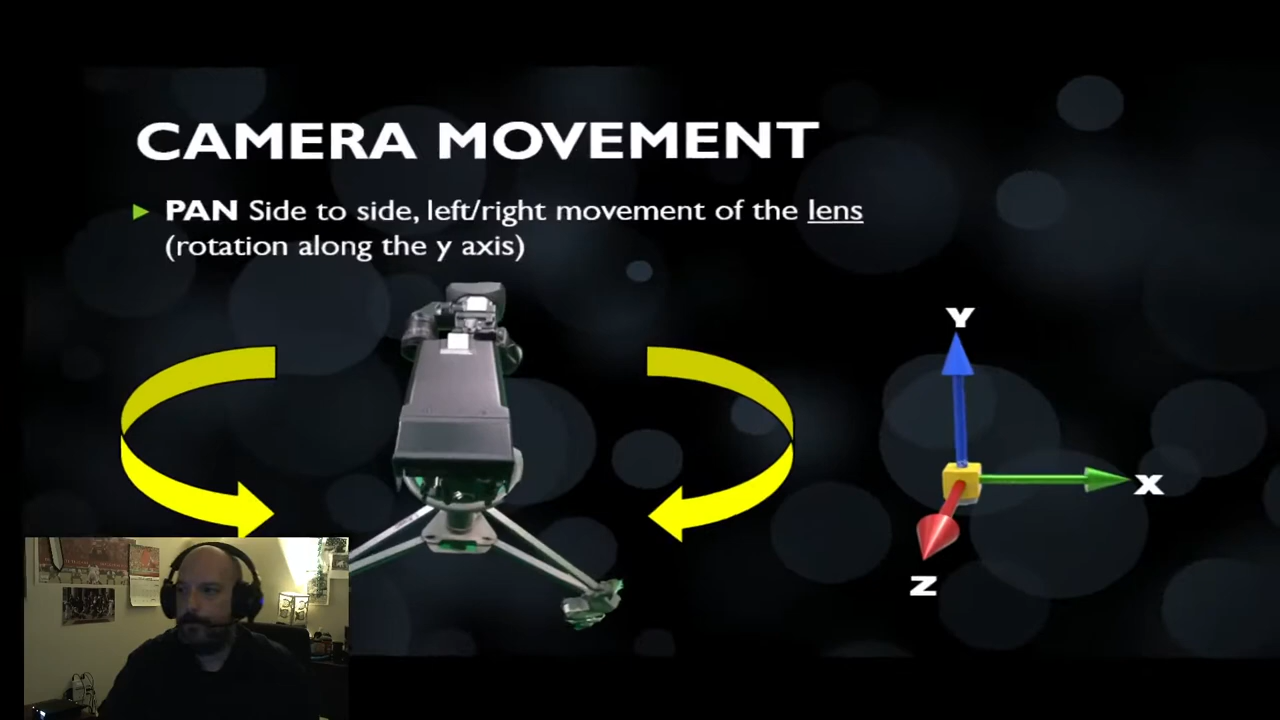 CAMERA MOVEMENT
PAN Side to side, left/right movement of the lens
(rotation along the y axis)
Y
X
Z